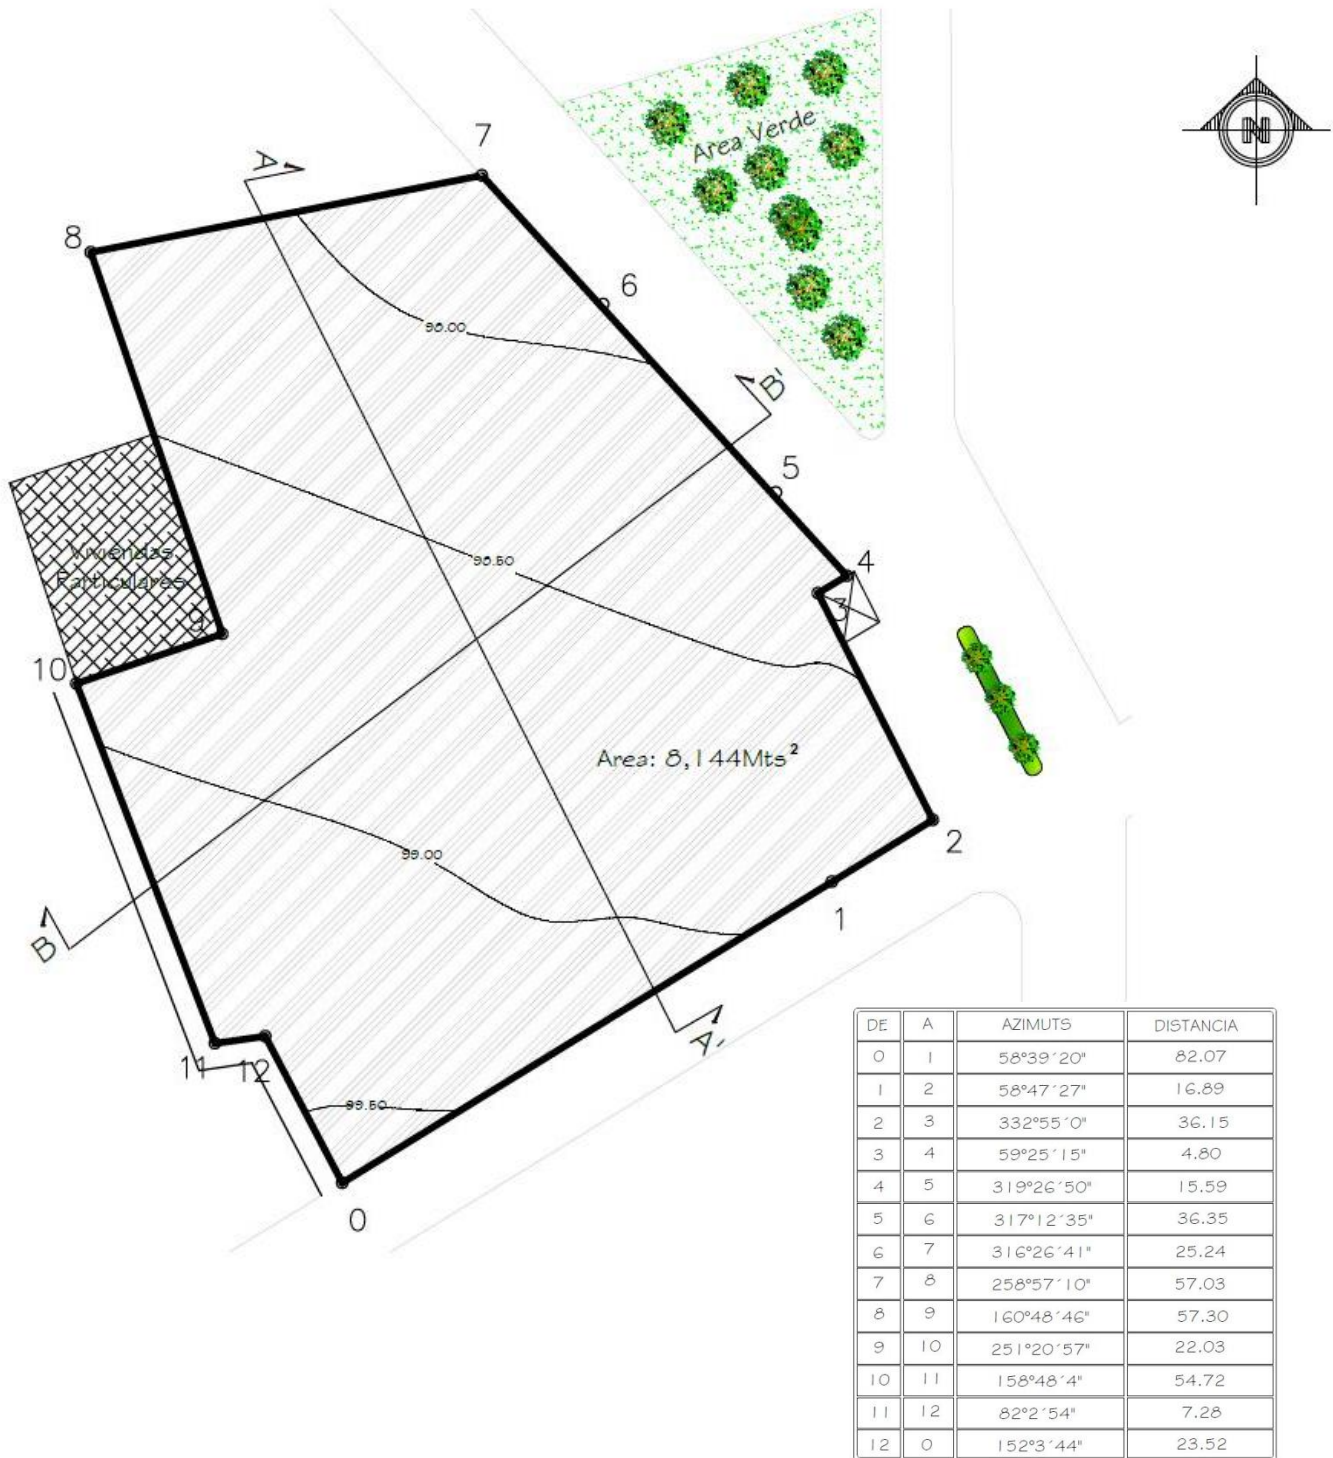 7
A
Area Verde
N
8
6
98.00
B'
5
98.50
4
Viviendas
Particulares
3
9
10
Area: 8,144Mts²
2
99.00
1
B
A'
11
12
99.50
0
DE A AZIMUTS DISTANCIA
0 1 58°39´20" 82.07
1 2 58°47´27" 16.89
2 3 332°55´0" 36.15
3 4 59°25´15" 4.80
4 5 319°26´50" 15.59
5 6 317°12´35" 36.35
6 7 316°26´41" 25.24
7 8 258°57´10" 57.03
8 9 160°48´46" 57.30
9 10 251°20´57" 22.03
10 11 158°48´4" 54.72
11 12 82°2´54" 7.28
12 0 152°3´44" 23.52